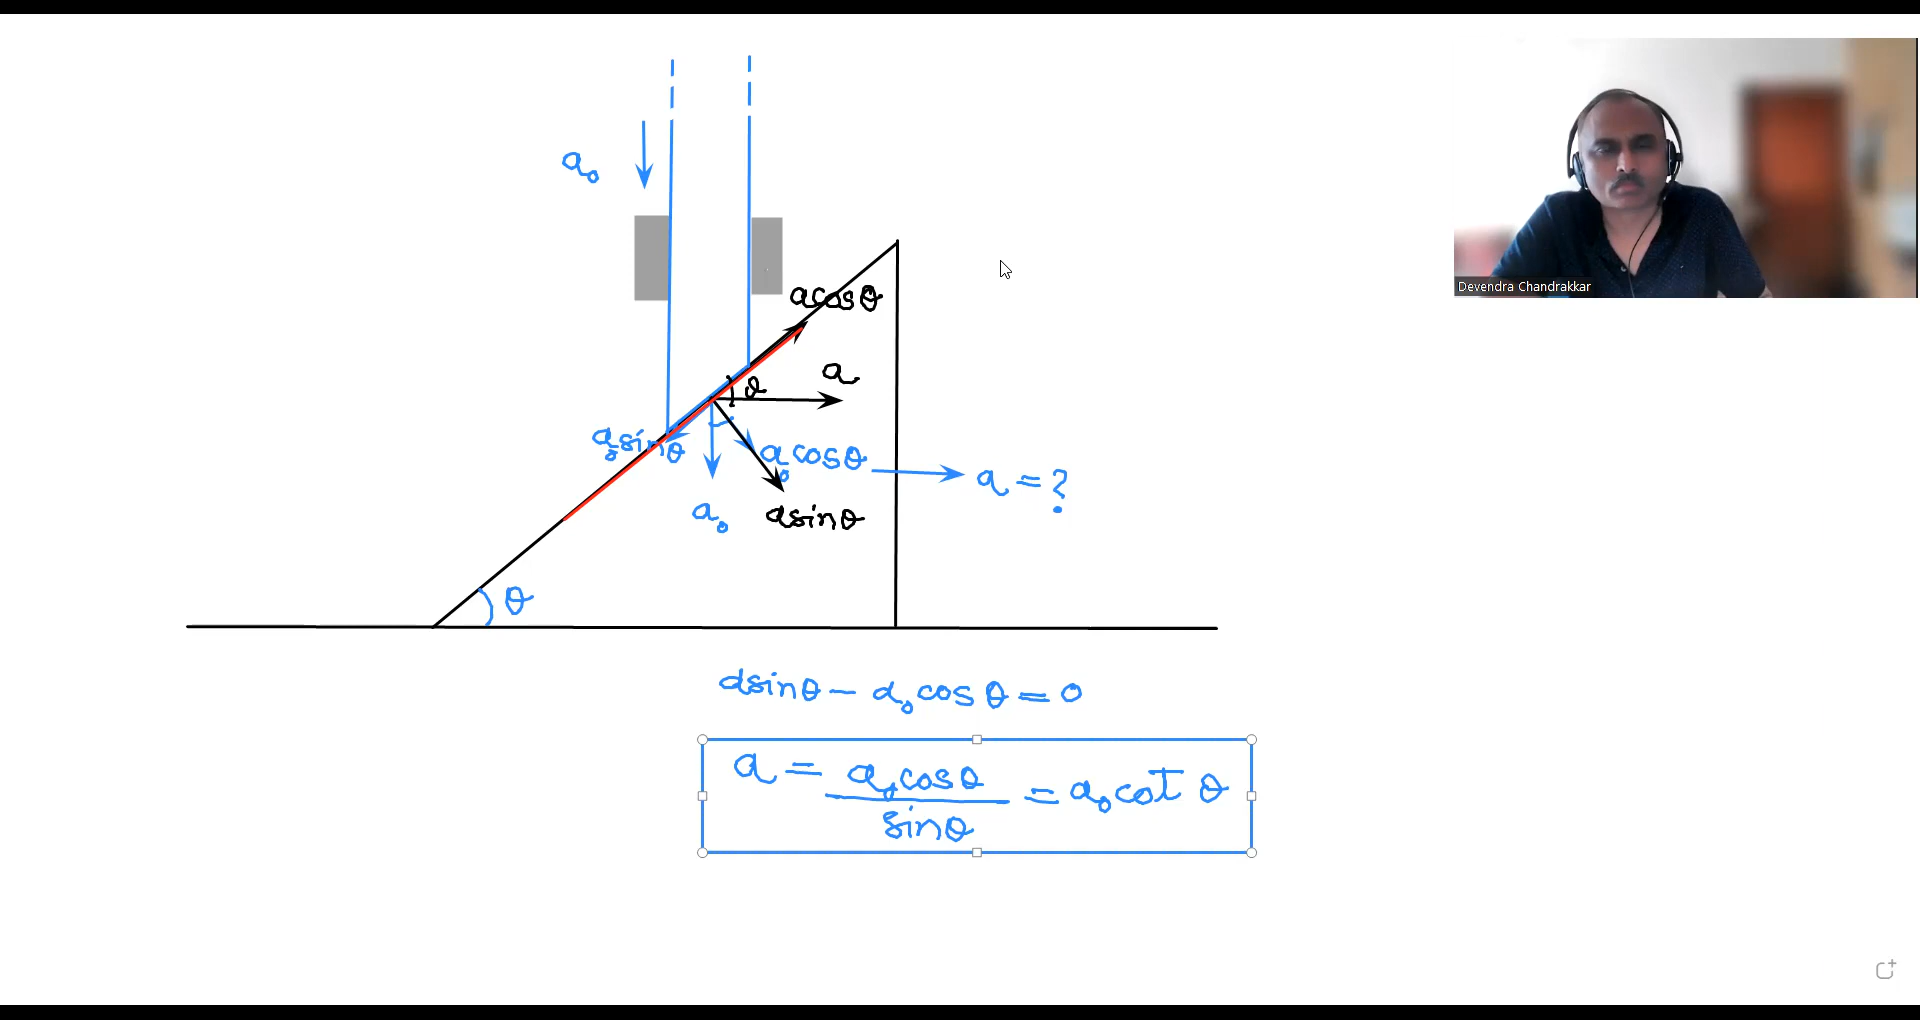 a₀
Devendra Chandrakkar
acosθ
a
θ
a₀sinθ
a₀cosθ
a = ?
a₀
asinθ
θ
asinθ − a₀cosθ = 0
a = a₀cosθ / sinθ = a₀cot θ